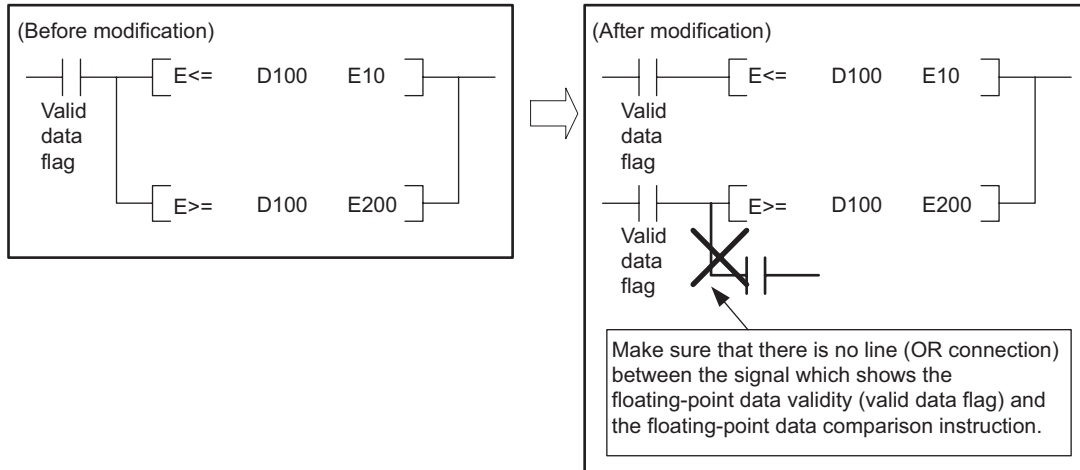 (Before modification)
E<= D100 E10
Valid
data
flag
E>= D100 E200
(After modification)
E<= D100 E10
Valid
data
flag
E>= D100 E200
Valid
data
flag
Make sure that there is no line (OR connection)
between the signal which shows the
floating-point data validity (valid data flag) and
the floating-point data comparison instruction.